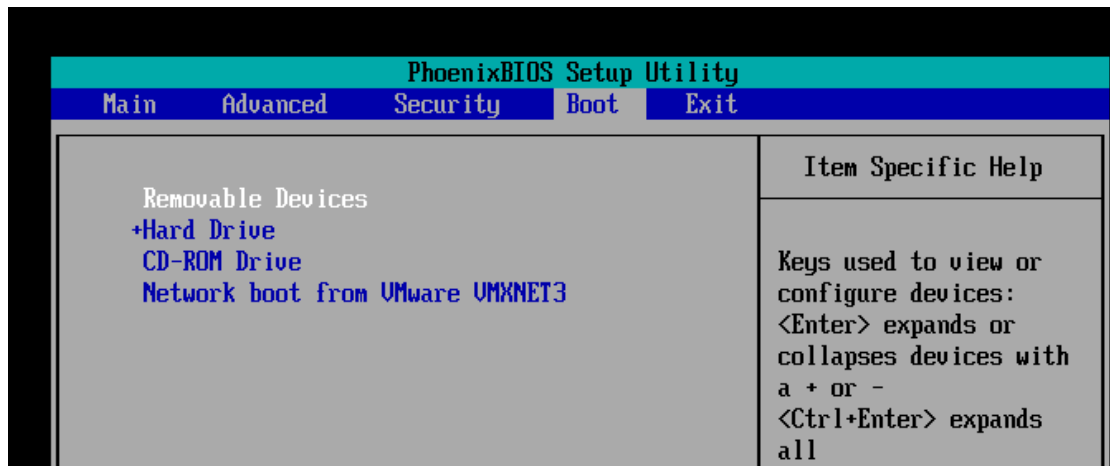 PhoenixBIOS Setup Utility
Main Advanced Security Boot Exit
Removable Devices
+Hard Drive
CD-ROM Drive
Network boot from VMware VMXNET3
Item Specific Help
Keys used to view or
configure devices:
<Enter> expands or
collapses devices with
a + or -
<Ctrl+Enter> expands
all